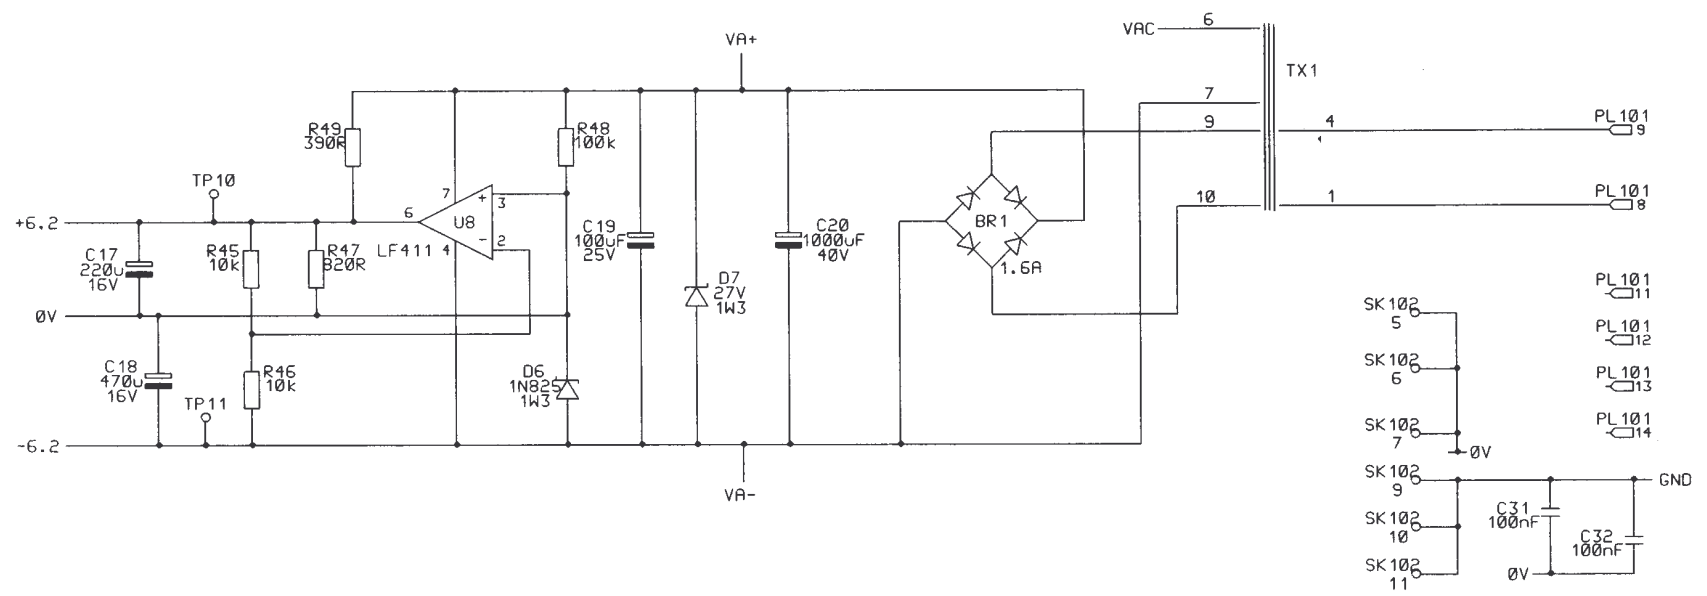 VAC
6
TX1
7
9
4
PL101
9
10
1
PL101
8
VA+
R49
390R
R48
100k
TP10
7
+
3
6
U8
-
2
LF411
4
+6.2
C17
220u
16V
R45
10k
R47
820R
C19
100uF
25V
C20
1000uF
40V
BR1
1.6A
D7
27V
1W3
0V
C18
470u
16V
R46
10k
TP11
D6
1N825
1W3
-6.2
VA-
SK102
5
SK102
6
SK102
7
0V
SK102
9
SK102
10
SK102
11
PL101
11
PL101
12
PL101
13
PL101
14
GND
C31
100nF
C32
100nF
0V